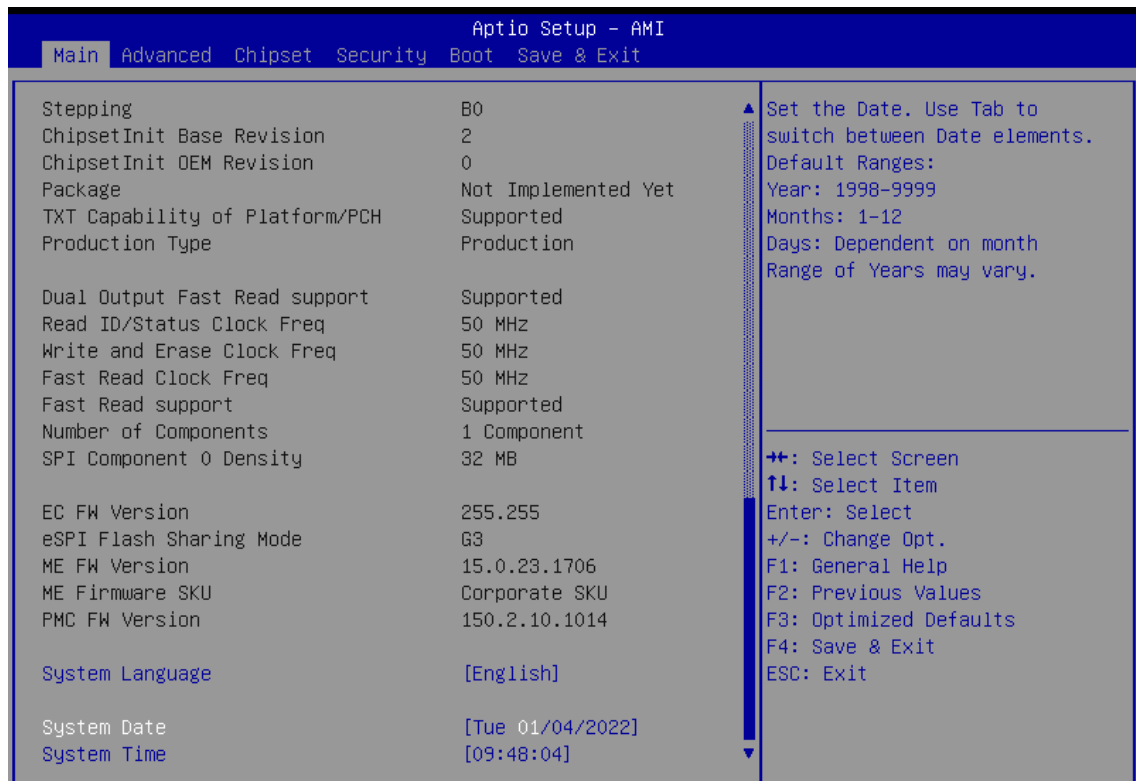 Aptio Setup – AMI
Main Advanced Chipset Security Boot Save & Exit
Stepping B0
ChipsetInit Base Revision 2
ChipsetInit OEM Revision 0
Package Not Implemented Yet
TXT Capability of Platform/PCH Supported
Production Type Production
Dual Output Fast Read support Supported
Read ID/Status Clock Freq 50 MHz
Write and Erase Clock Freq 50 MHz
Fast Read Clock Freq 50 MHz
Fast Read support Supported
Number of Components 1 Component
SPI Component 0 Density 32 MB
EC FW Version 255.255
eSPI Flash Sharing Mode G3
ME FW Version 15.0.23.1706
ME Firmware SKU Corporate SKU
PMC FW Version 150.2.10.1014
System Language [English]
System Date [Tue 01/04/2022]
System Time [09:48:04]
Set the Date. Use Tab to
switch between Date elements.
Default Ranges:
Year: 1998-9999
Months: 1-12
Days: Dependent on month
Range of Years may vary.
→←: Select Screen
↑↓: Select Item
Enter: Select
+/-: Change Opt.
F1: General Help
F2: Previous Values
F3: Optimized Defaults
F4: Save & Exit
ESC: Exit